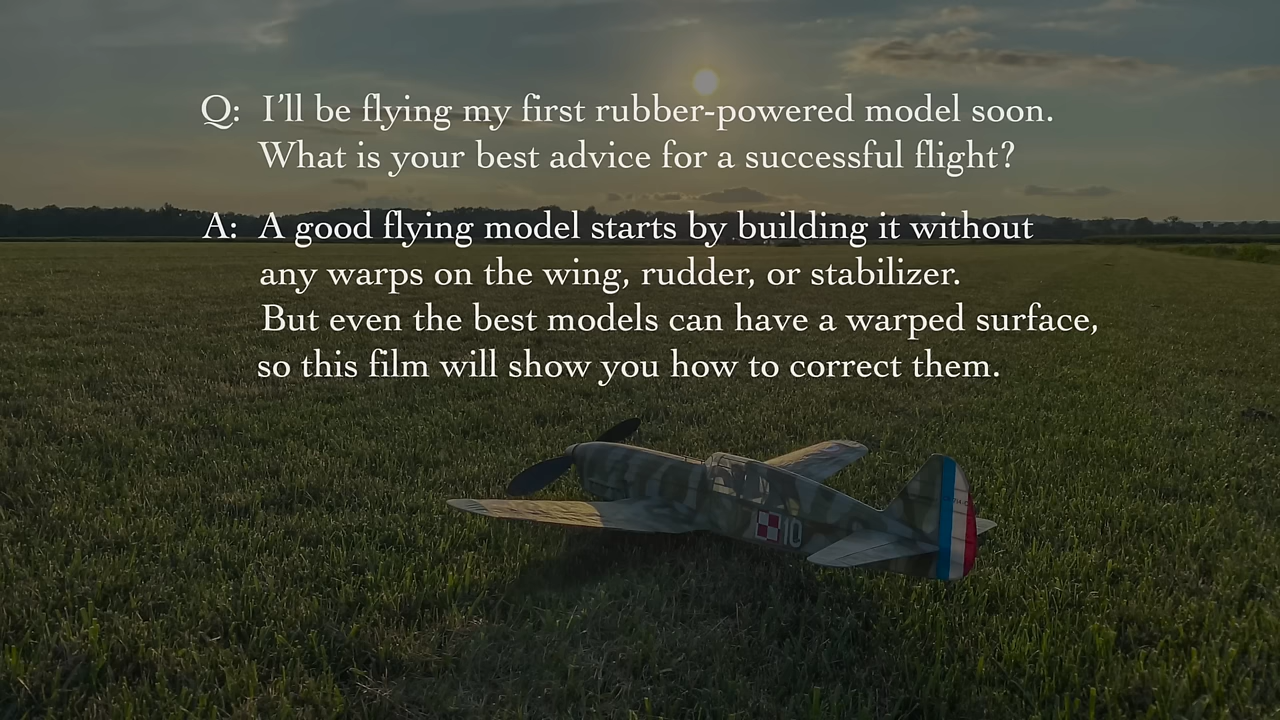 Q: I'll be flying my first rubber-powered model soon.
What is your best advice for a successful flight?
A: A good flying model starts by building it without
any warps on the wing, rudder, or stabilizer.
But even the best models can have a warped surface,
so this film will show you how to correct them.
10